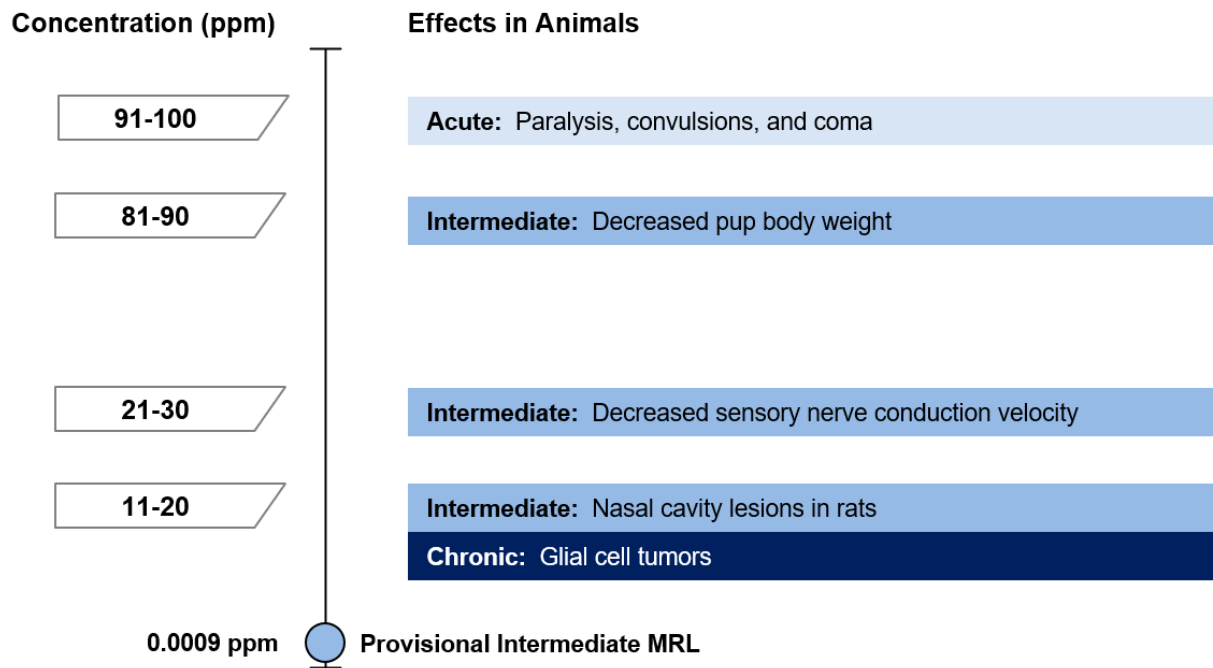 Concentration (ppm) Effects in Animals
91-100 Acute: Paralysis, convulsions, and coma
81-90 Intermediate: Decreased pup body weight
21-30 Intermediate: Decreased sensory nerve conduction velocity
11-20 Intermediate: Nasal cavity lesions in rats
Chronic: Glial cell tumors
0.0009 ppm Provisional Intermediate MRL